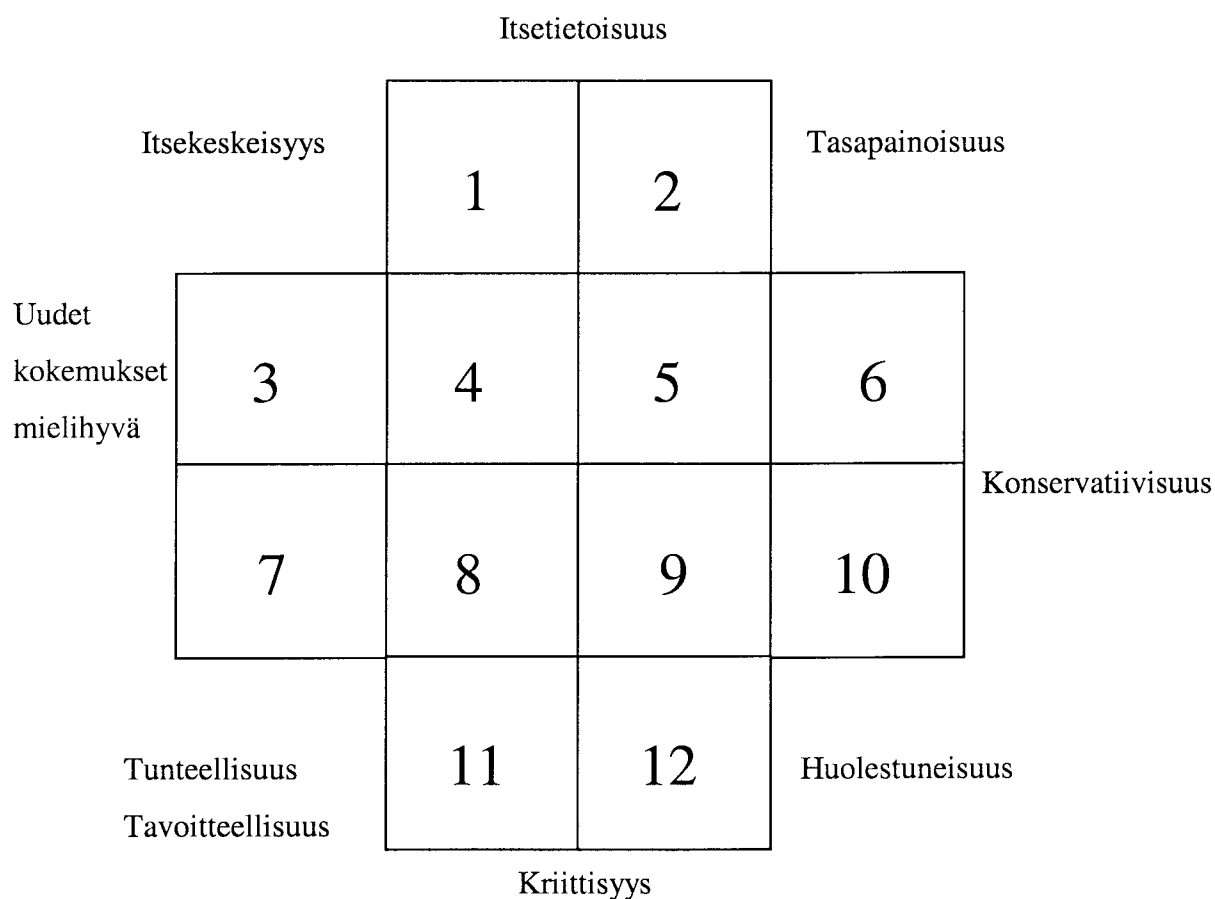 Itsetietoisuus
Itsekeskeisyys
Tasapainoisuus
1 2
Uudet
kokemukset
mielihyvä
3 4 5 6
Konservatiivisuus
7 8 9 10
Tunteellisuus
Tavoitteellisuus
11 12
Huolestuneisuus
Kriittisyys